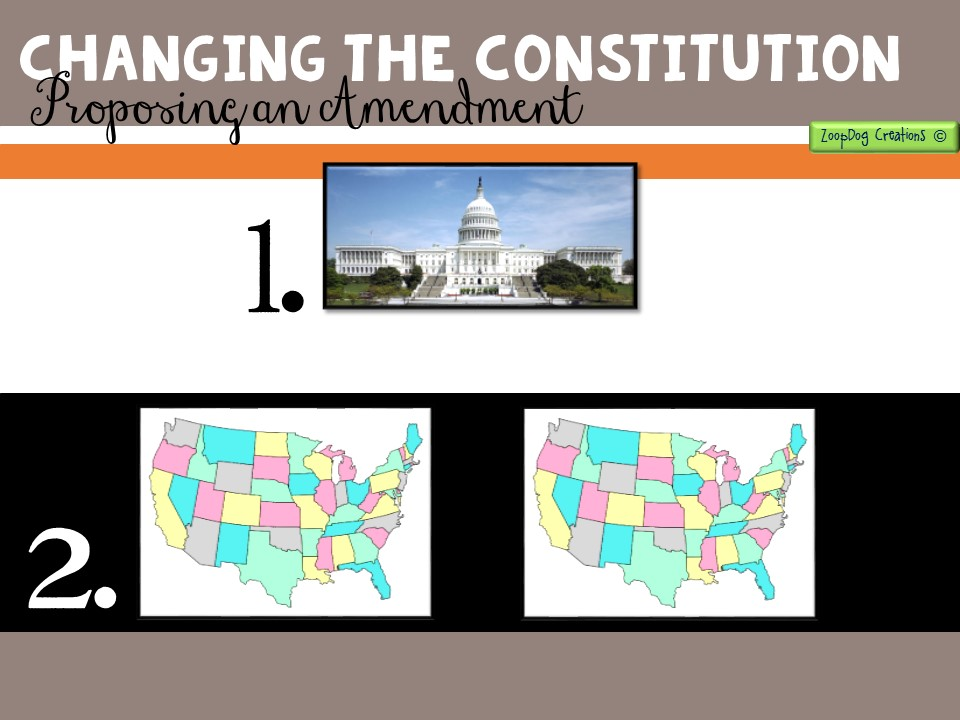 CHANGING THE CONSTITUTION
Proposing an Amendment
ZoopDog Creations ©
1.
2.